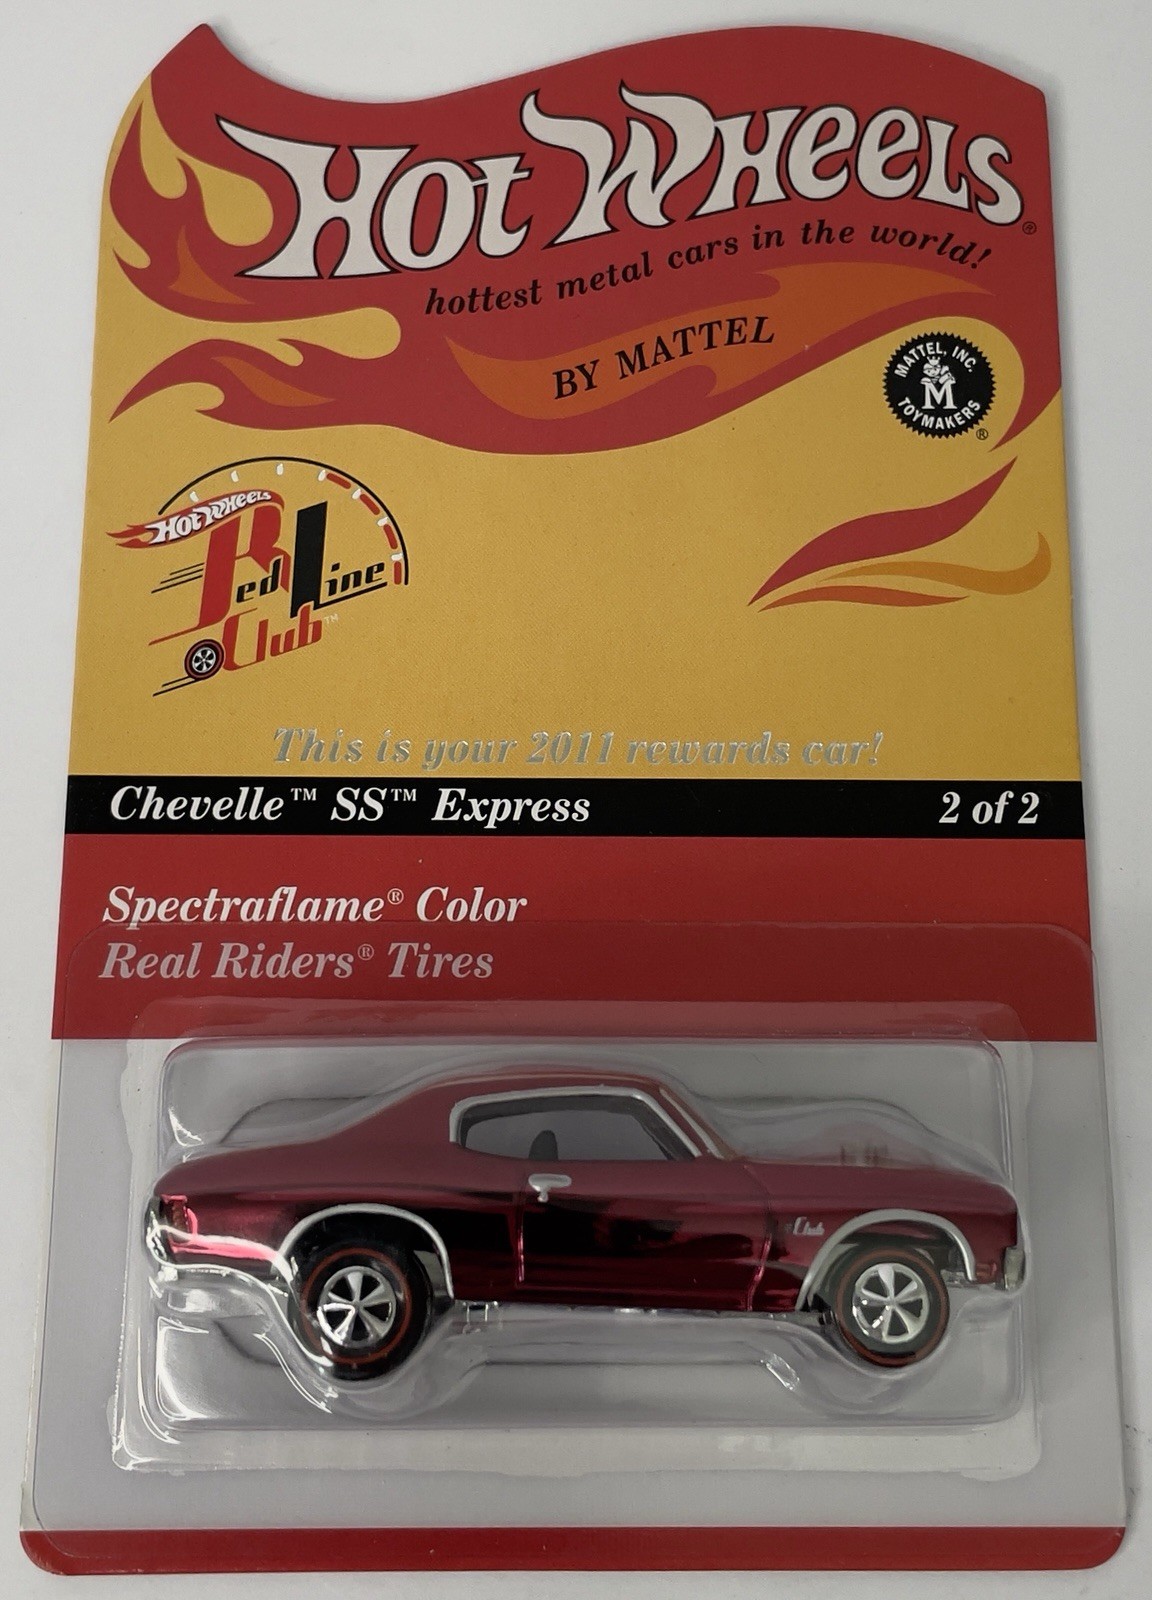 Hot Wheels®
hottest metal cars in the world!
BY MATTEL
MATTEL, INC.
M
TOYMAKERS
®
Hot Wheels
Red Line
Club™
This is your 2011 rewards car!
Chevelle™ SS™ Express 2 of 2
Spectraflame® Color
Real Riders® Tires
Club